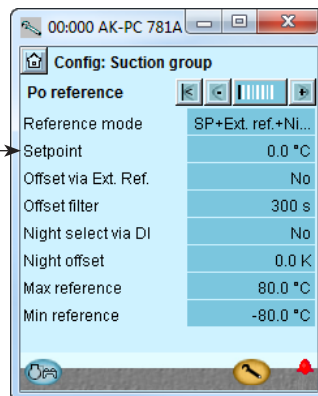 00:000 AK-PC 781A
Config: Suction group
Po reference
Reference mode SP+Ext. ref.+Ni...
Setpoint 0.0 °C
Offset via Ext. Ref. No
Offset filter 300 s
Night select via DI No
Night offset 0.0 K
Max reference 80.0 °C
Min reference -80.0 °C